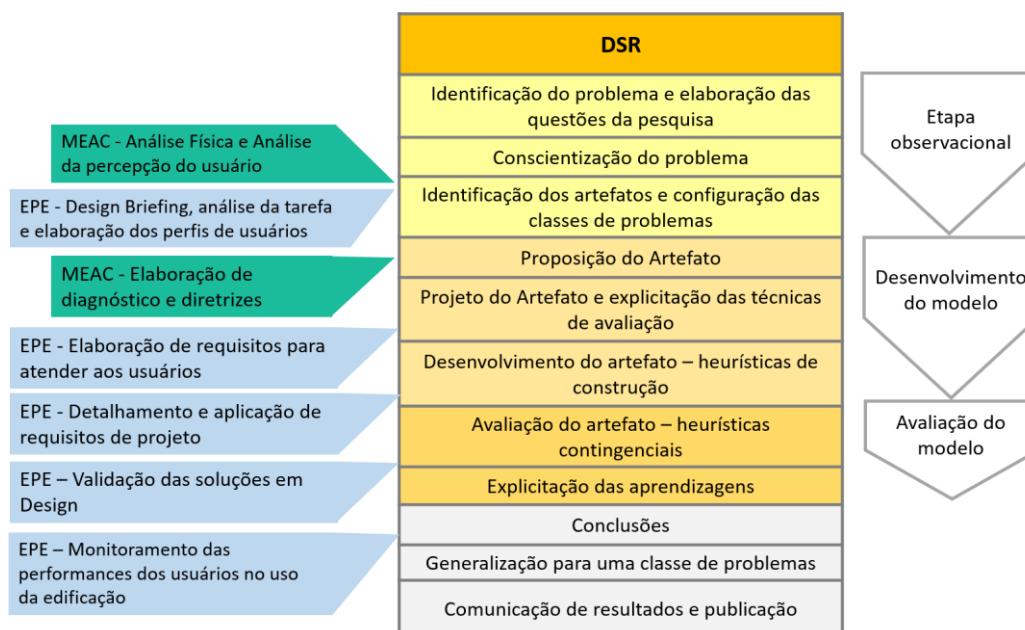 DSR
Identificação do problema e elaboração das
questões da pesquisa
Conscientização do problema
Identificação dos artefatos e configuração das
classes de problemas
Proposição do Artefato
Projeto do Artefato e explicitação das técnicas
de avaliação
Desenvolvimento do artefato – heurísticas de
construção
Avaliação do artefato – heurísticas
contingenciais
Explicitação das aprendizagens
Conclusões
Generalização para uma classe de problemas
Comunicação de resultados e publicação
MEAC - Análise Física e Análise
da percepção do usuário
EPE - Design Briefing, análise da tarefa
e elaboração dos perfis de usuários
MEAC - Elaboração de
diagnóstico e diretrizes
EPE - Elaboração de requisitos para
atender aos usuários
EPE - Detalhamento e aplicação de
requisitos de projeto
EPE – Validação das soluções em
Design
EPE – Monitoramento das
performances dos usuários no uso
da edificação
Etapa
observacional
Desenvolvimento
do modelo
Avaliação do
modelo